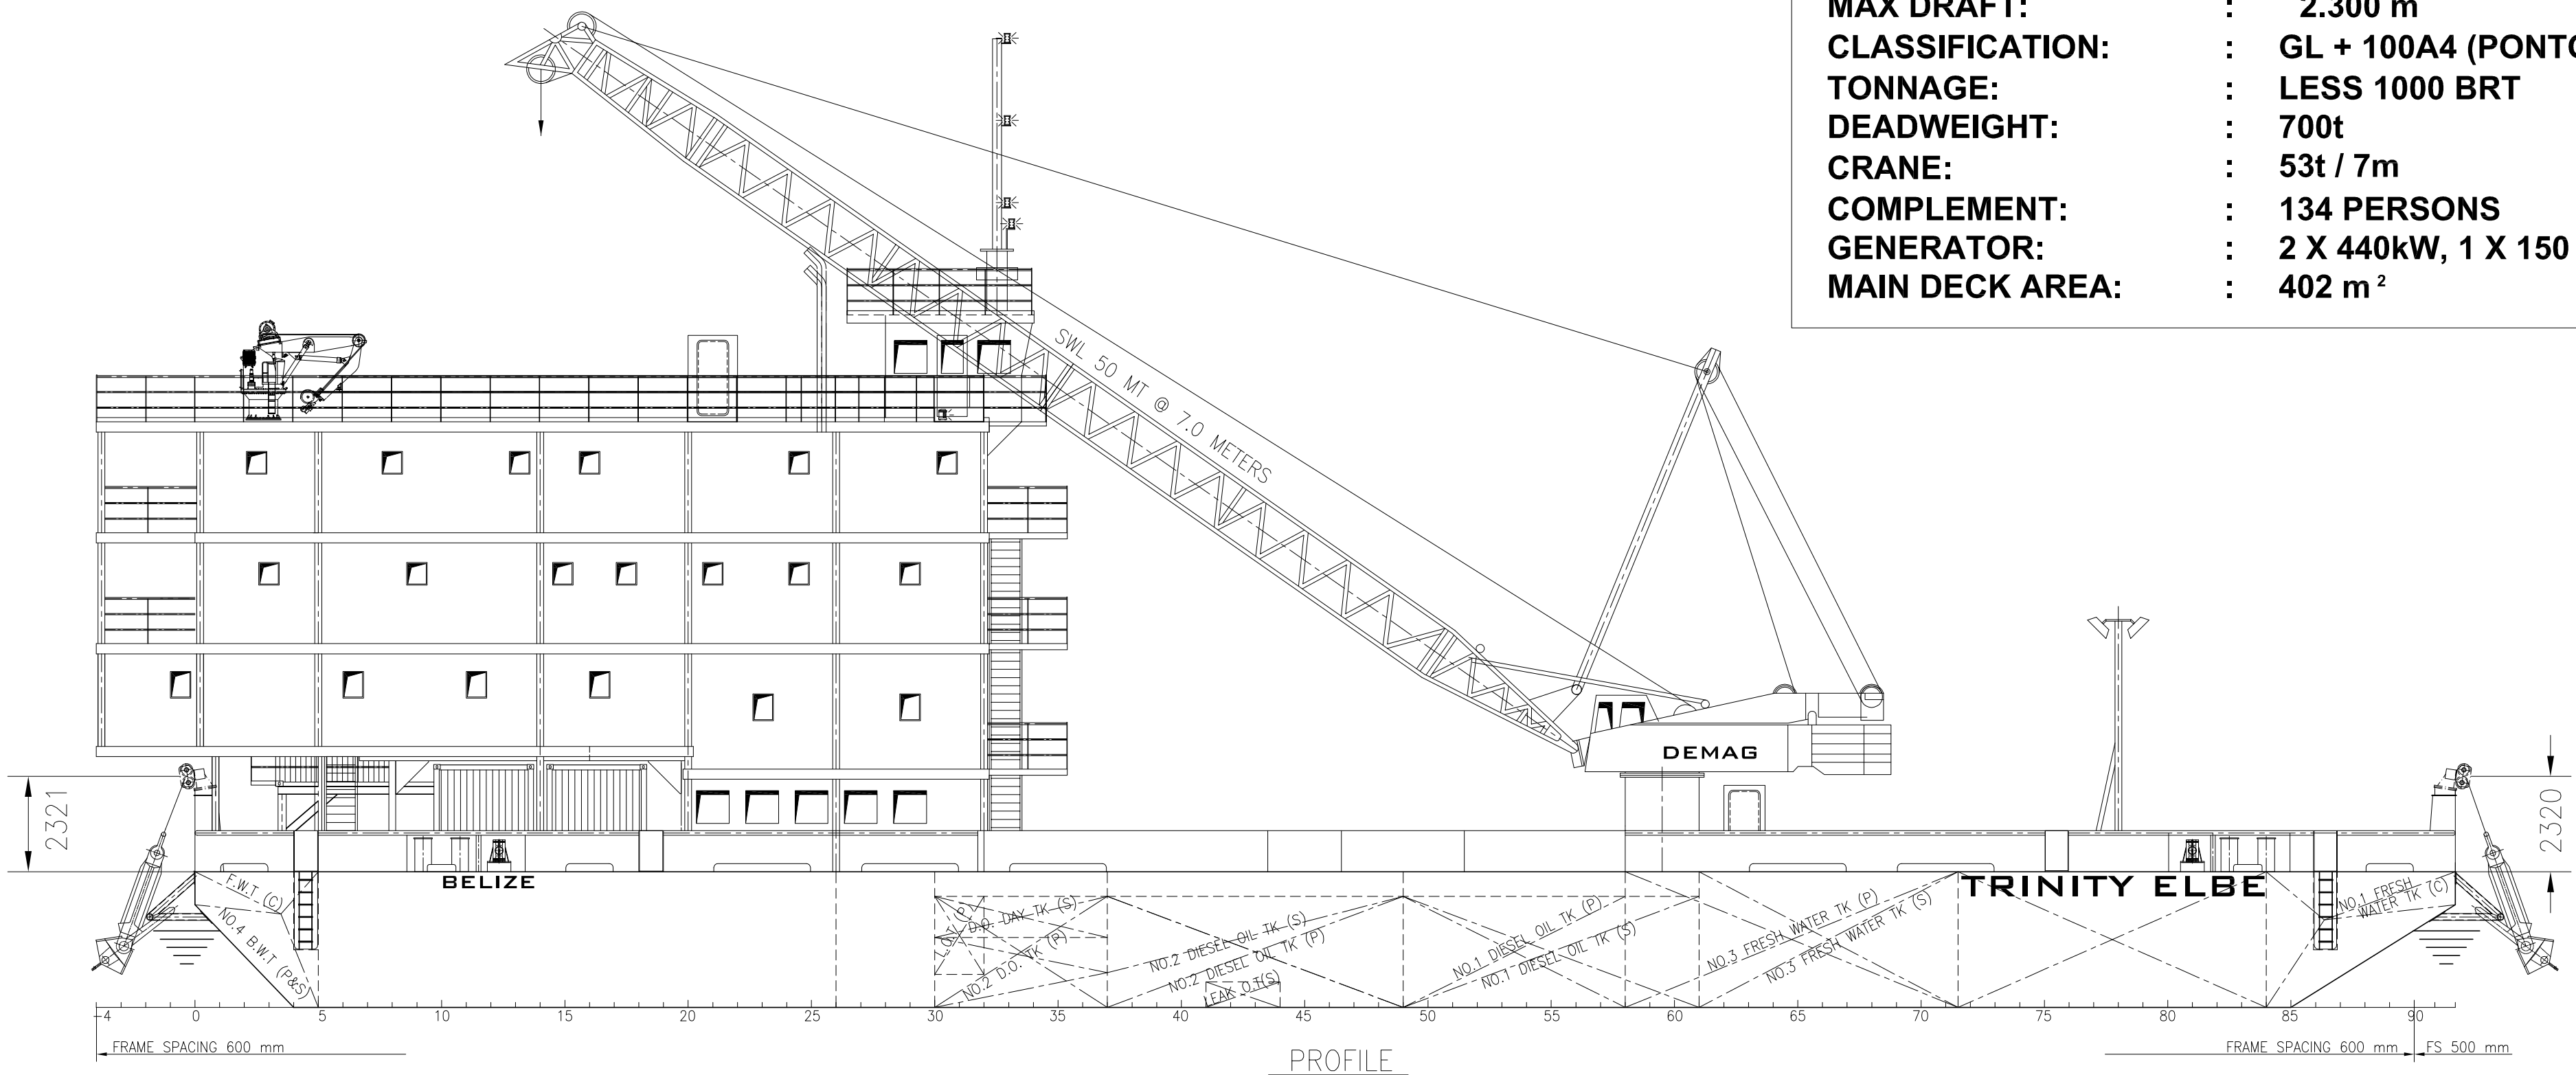 MAX DRAFT: : 2.300 m
CLASSIFICATION: : GL + 100A4 (PONTO
TONNAGE: : LESS 1000 BRT
DEADWEIGHT: : 700t
CRANE: : 53t / 7m
COMPLEMENT: : 134 PERSONS
GENERATOR: : 2 X 440kW, 1 X 150
MAIN DECK AREA: : 402 m²
SWL 50 MT @ 7.0 METERS
DEMAG
2321
2320
BELIZE
TRINITY ELBE
F.W.T (C)
NO.4 B.W.T (P&S)
D.O. DAY TK (S)
NO.2 D.O. TK (P)
NO.2 DIESEL OIL TK (S)
NO.2 DIESEL OIL TK (P)
LEAK O.T(S)
NO.1 DIESEL OIL TK (P)
NO.1 DIESEL OIL TK (S)
NO.3 FRESH WATER TK (P)
NO.3 FRESH WATER TK (S)
NO.1 FRESH
WATER TK (C)
-4 0 5 10 15 20 25 30 35 40 45 50 55 60 65 70 75 80 85 90
FRAME SPACING 600 mm
FRAME SPACING 600 mm
FS 500 mm
PROFILE